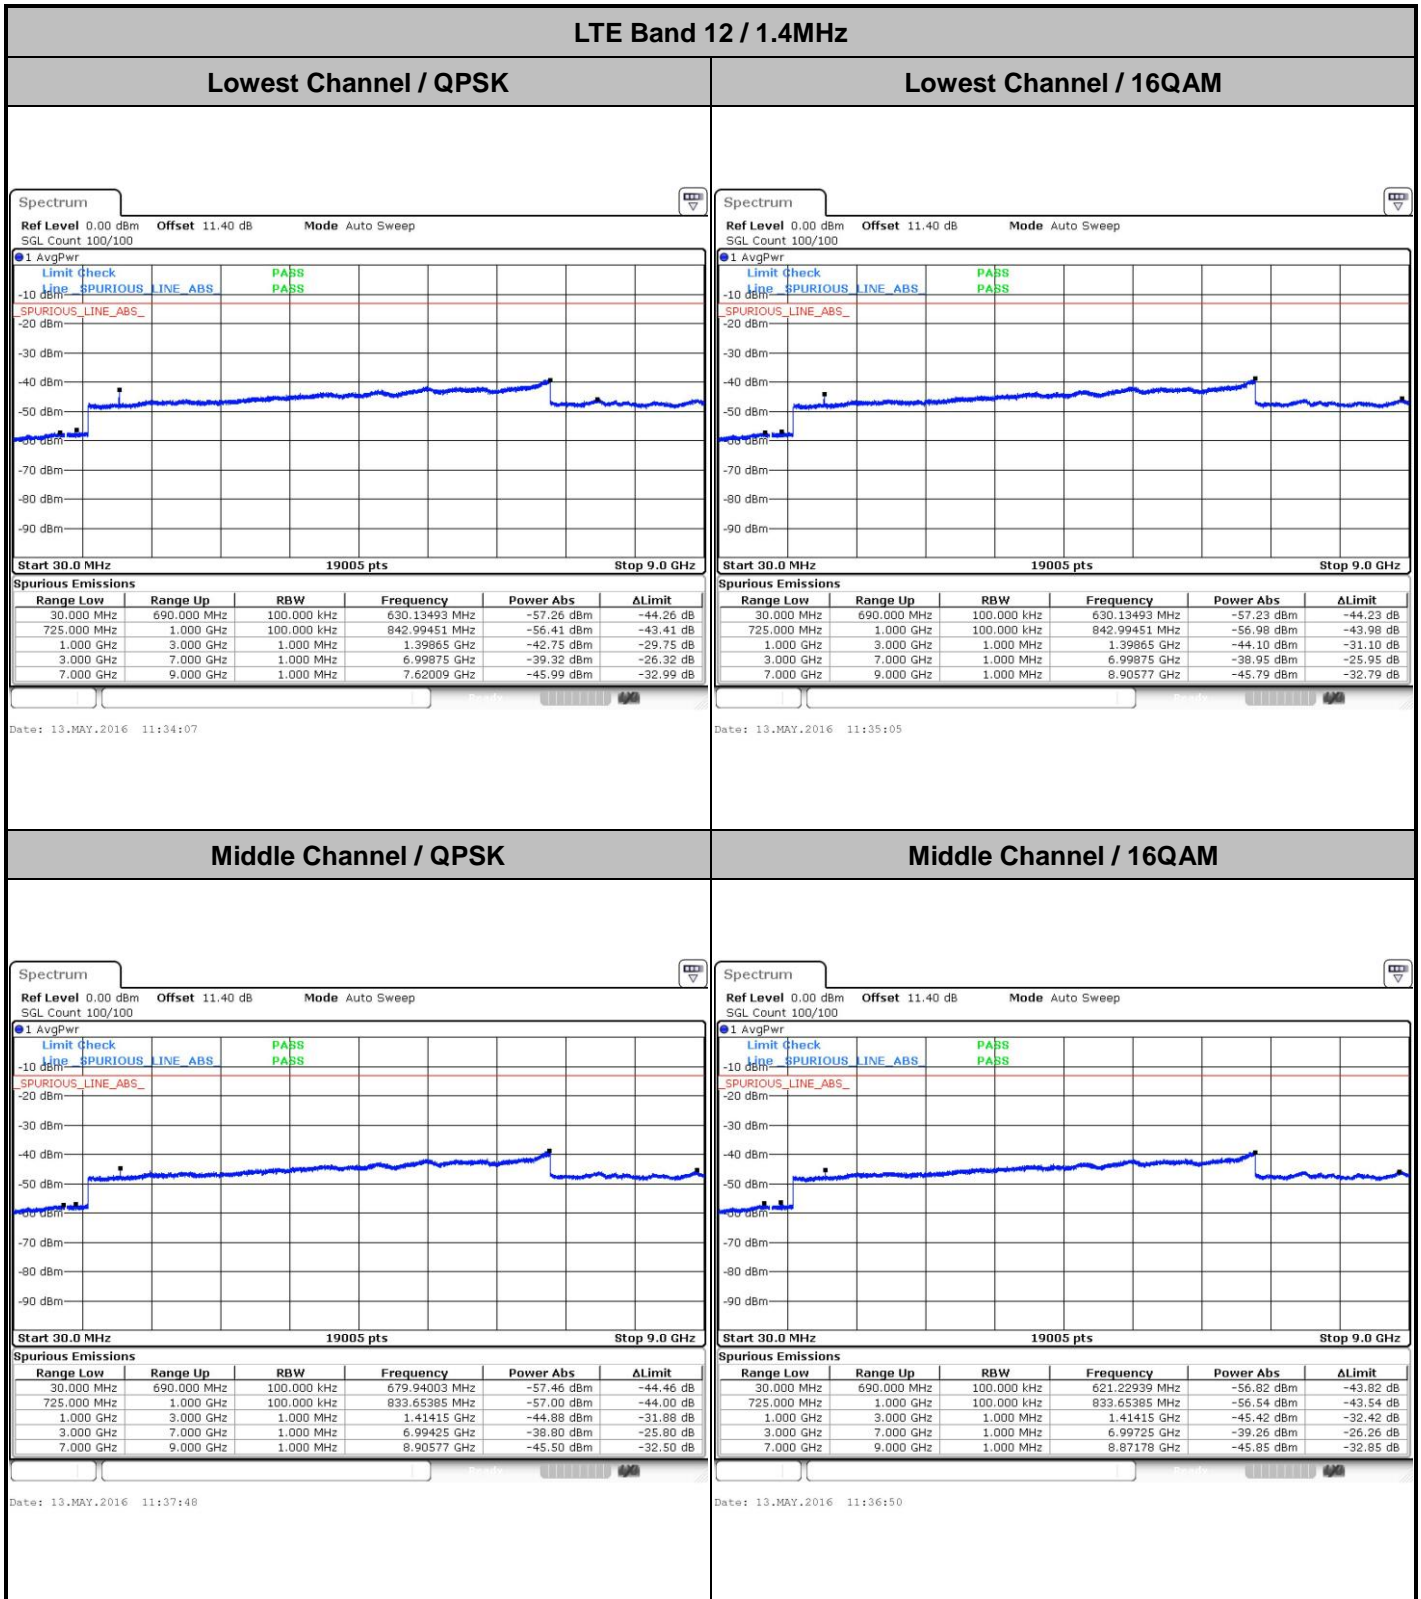 LTE Band 12 / 1.4MHz
Lowest Channel / QPSK
Lowest Channel / 16QAM
Spectrum
Ref Level 0.00 dBm Offset 11.40 dB Mode Auto Sweep
SGL Count 100/100
1 AvgPwr
Limit Check PASS
Line _SPURIOUS_LINE_ABS_ PASS
-10 dBm
_SPURIOUS_LINE_ABS_
-20 dBm
-30 dBm
-40 dBm
-50 dBm
-60 dBm
-70 dBm
-80 dBm
-90 dBm
Start 30.0 MHz 19005 pts Stop 9.0 GHz
Spurious Emissions
Range Low Range Up RBW Frequency Power Abs ΔLimit
30.000 MHz 690.000 MHz 100.000 kHz 630.13493 MHz -57.26 dBm -44.26 dB
725.000 MHz 1.000 GHz 100.000 kHz 842.99451 MHz -56.41 dBm -43.41 dB
1.000 GHz 3.000 GHz 1.000 MHz 1.39865 GHz -42.75 dBm -29.75 dB
3.000 GHz 7.000 GHz 1.000 MHz 6.99875 GHz -39.32 dBm -26.32 dB
7.000 GHz 9.000 GHz 1.000 MHz 7.62009 GHz -45.99 dBm -32.99 dB
Date: 13.MAY.2016 11:34:07
Spectrum
Ref Level 0.00 dBm Offset 11.40 dB Mode Auto Sweep
SGL Count 100/100
1 AvgPwr
Limit Check PASS
Line _SPURIOUS_LINE_ABS_ PASS
-10 dBm
_SPURIOUS_LINE_ABS_
-20 dBm
-30 dBm
-40 dBm
-50 dBm
-60 dBm
-70 dBm
-80 dBm
-90 dBm
Start 30.0 MHz 19005 pts Stop 9.0 GHz
Spurious Emissions
Range Low Range Up RBW Frequency Power Abs ΔLimit
30.000 MHz 690.000 MHz 100.000 kHz 630.13493 MHz -57.23 dBm -44.23 dB
725.000 MHz 1.000 GHz 100.000 kHz 842.99451 MHz -56.98 dBm -43.98 dB
1.000 GHz 3.000 GHz 1.000 MHz 1.39865 GHz -44.10 dBm -31.10 dB
3.000 GHz 7.000 GHz 1.000 MHz 6.99875 GHz -38.95 dBm -25.95 dB
7.000 GHz 9.000 GHz 1.000 MHz 8.90577 GHz -45.79 dBm -32.79 dB
Date: 13.MAY.2016 11:35:05
Middle Channel / QPSK
Middle Channel / 16QAM
Spectrum
Ref Level 0.00 dBm Offset 11.40 dB Mode Auto Sweep
SGL Count 100/100
1 AvgPwr
Limit Check PASS
Line _SPURIOUS_LINE_ABS_ PASS
-10 dBm
_SPURIOUS_LINE_ABS_
-20 dBm
-30 dBm
-40 dBm
-50 dBm
-60 dBm
-70 dBm
-80 dBm
-90 dBm
Start 30.0 MHz 19005 pts Stop 9.0 GHz
Spurious Emissions
Range Low Range Up RBW Frequency Power Abs ΔLimit
30.000 MHz 690.000 MHz 100.000 kHz 679.94003 MHz -57.46 dBm -44.46 dB
725.000 MHz 1.000 GHz 100.000 kHz 833.65385 MHz -57.00 dBm -44.00 dB
1.000 GHz 3.000 GHz 1.000 MHz 1.41415 GHz -44.88 dBm -31.88 dB
3.000 GHz 7.000 GHz 1.000 MHz 6.99425 GHz -38.80 dBm -25.80 dB
7.000 GHz 9.000 GHz 1.000 MHz 8.90577 GHz -45.50 dBm -32.50 dB
Date: 13.MAY.2016 11:37:48
Spectrum
Ref Level 0.00 dBm Offset 11.40 dB Mode Auto Sweep
SGL Count 100/100
1 AvgPwr
Limit Check PASS
Line _SPURIOUS_LINE_ABS_ PASS
-10 dBm
_SPURIOUS_LINE_ABS_
-20 dBm
-30 dBm
-40 dBm
-50 dBm
-60 dBm
-70 dBm
-80 dBm
-90 dBm
Start 30.0 MHz 19005 pts Stop 9.0 GHz
Spurious Emissions
Range Low Range Up RBW Frequency Power Abs ΔLimit
30.000 MHz 690.000 MHz 100.000 kHz 621.22939 MHz -56.82 dBm -43.82 dB
725.000 MHz 1.000 GHz 100.000 kHz 833.65385 MHz -56.54 dBm -43.54 dB
1.000 GHz 3.000 GHz 1.000 MHz 1.41415 GHz -45.42 dBm -32.42 dB
3.000 GHz 7.000 GHz 1.000 MHz 6.99725 GHz -39.26 dBm -26.26 dB
7.000 GHz 9.000 GHz 1.000 MHz 8.87178 GHz -45.85 dBm -32.85 dB
Date: 13.MAY.2016 11:36:50